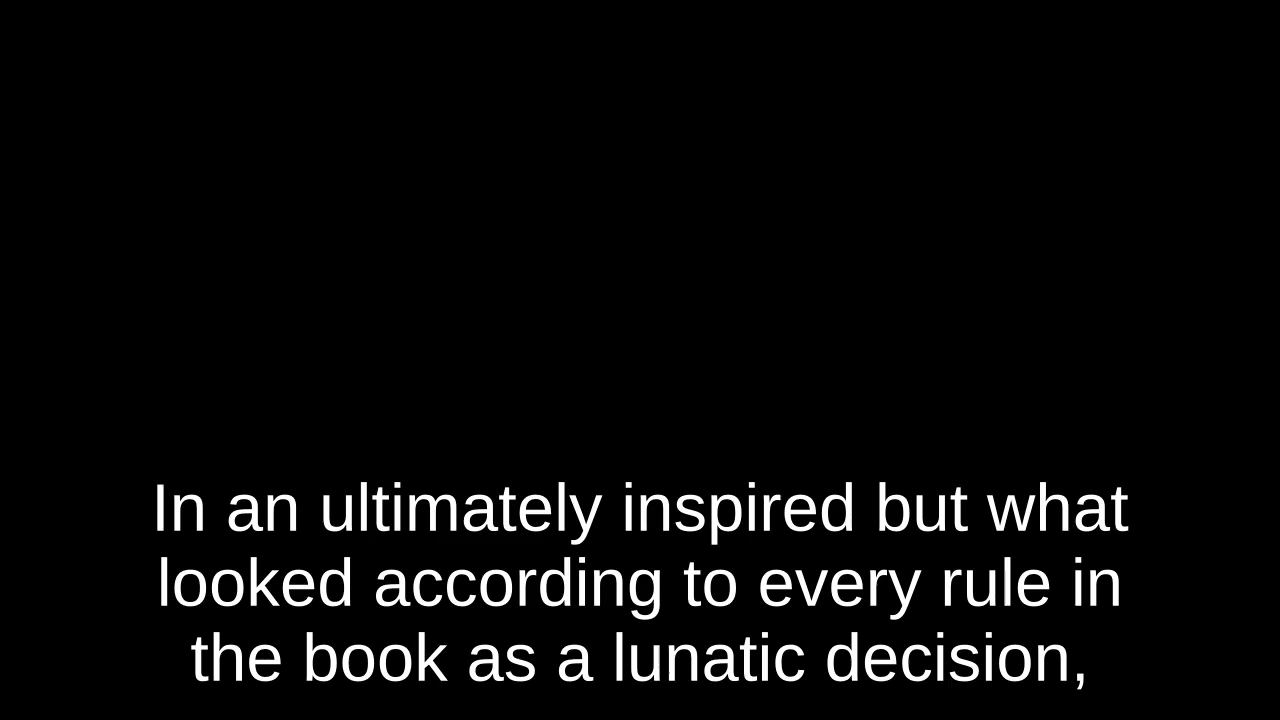 In an ultimately inspired but what
looked according to every rule in
the book as a lunatic decision,